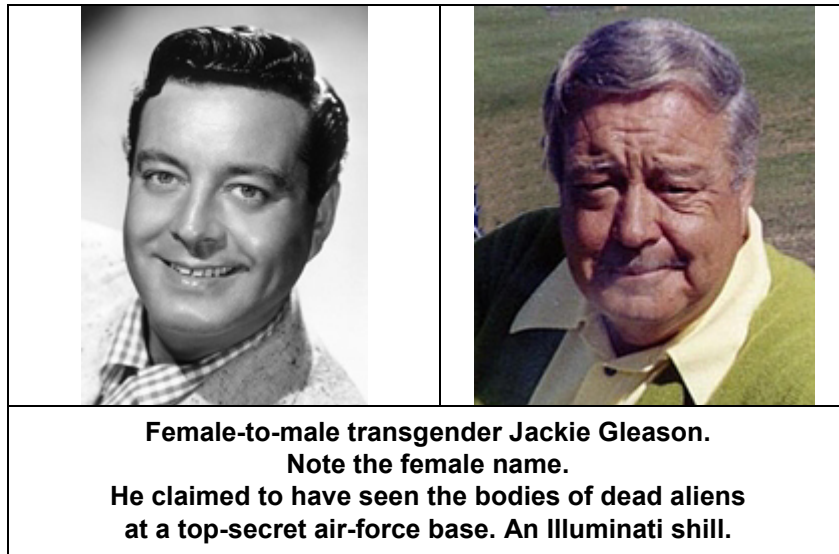 Female-to-male transgender Jackie Gleason.
Note the female name.
He claimed to have seen the bodies of dead aliens
at a top-secret air-force base. An Illuminati shill.